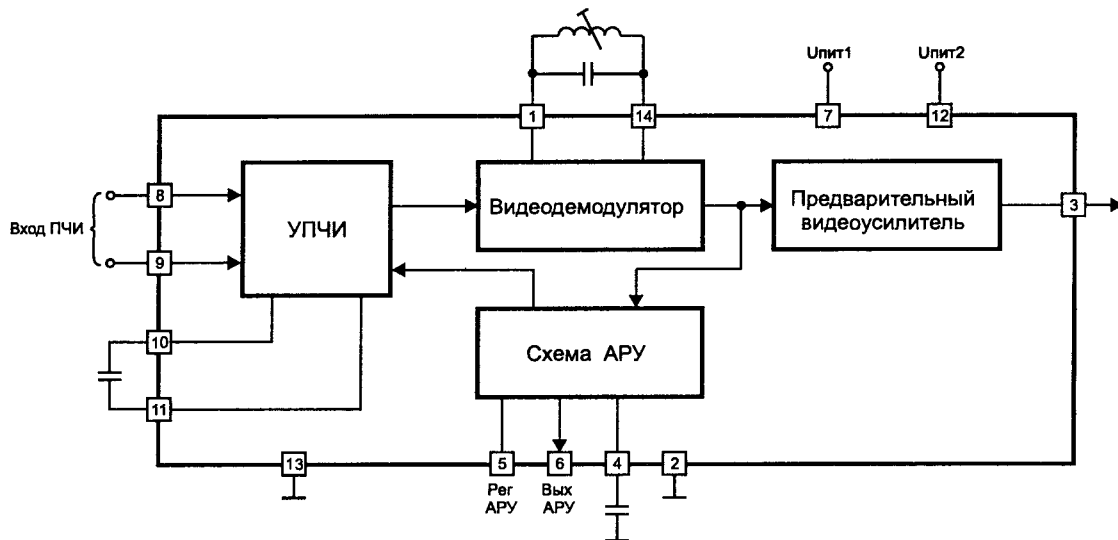 Uпит1
Uпит2
1
14
7
12
8
Вход ПЧИ
9
УПЧИ
Видеодемодулятор
Предварительный
видеоусилитель
3
10
11
Схема АРУ
13
5
6
4
2
Рег
АРУ
Вых
АРУ